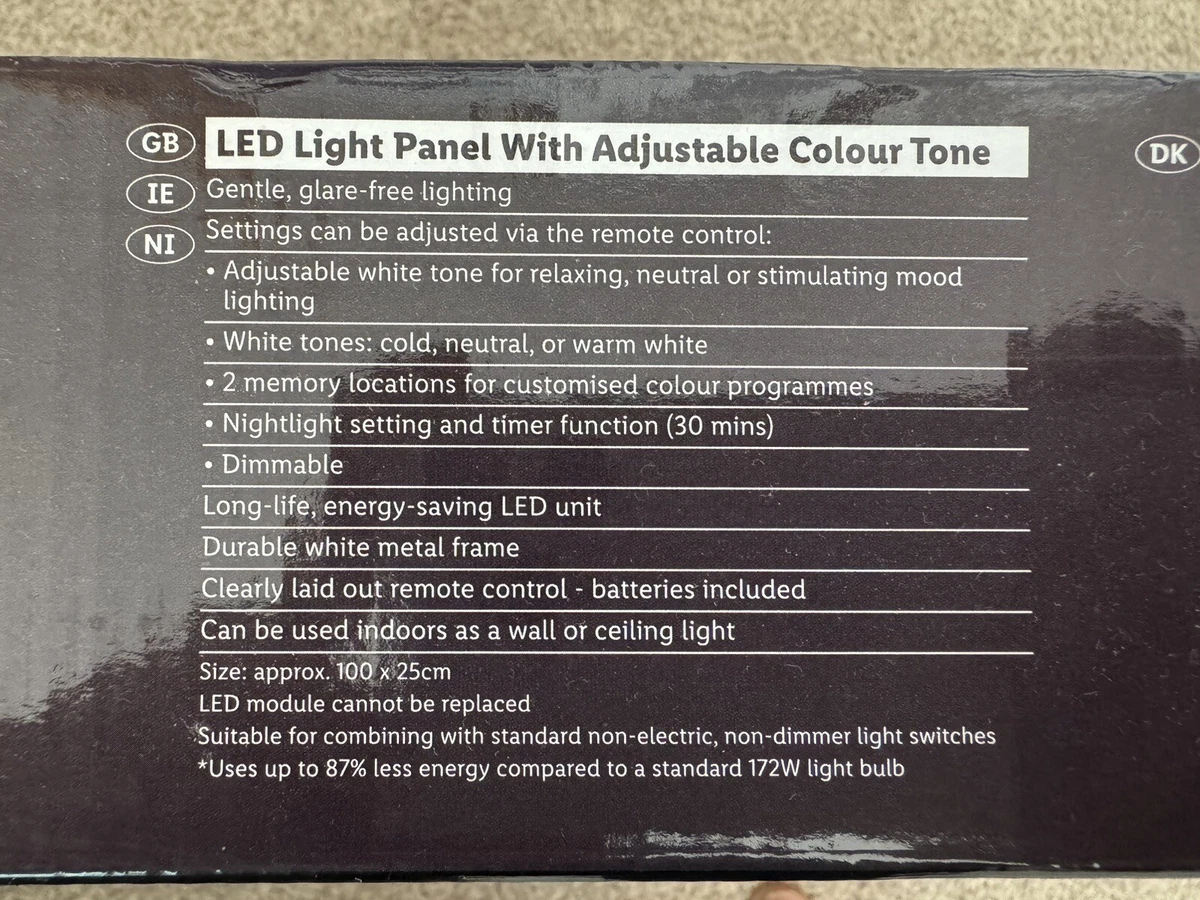 GB LED Light Panel With Adjustable Colour Tone DK
IE Gentle, glare-free lighting
NI Settings can be adjusted via the remote control:
• Adjustable white tone for relaxing, neutral or stimulating mood
lighting
• White tones: cold, neutral, or warm white
• 2 memory locations for customised colour programmes
• Nightlight setting and timer function (30 mins)
• Dimmable
Long-life, energy-saving LED unit
Durable white metal frame
Clearly laid out remote control - batteries included
Can be used indoors as a wall or ceiling light
Size: approx. 100 x 25cm
LED module cannot be replaced
Suitable for combining with standard non-electric, non-dimmer light switches
*Uses up to 87% less energy compared to a standard 172W light bulb